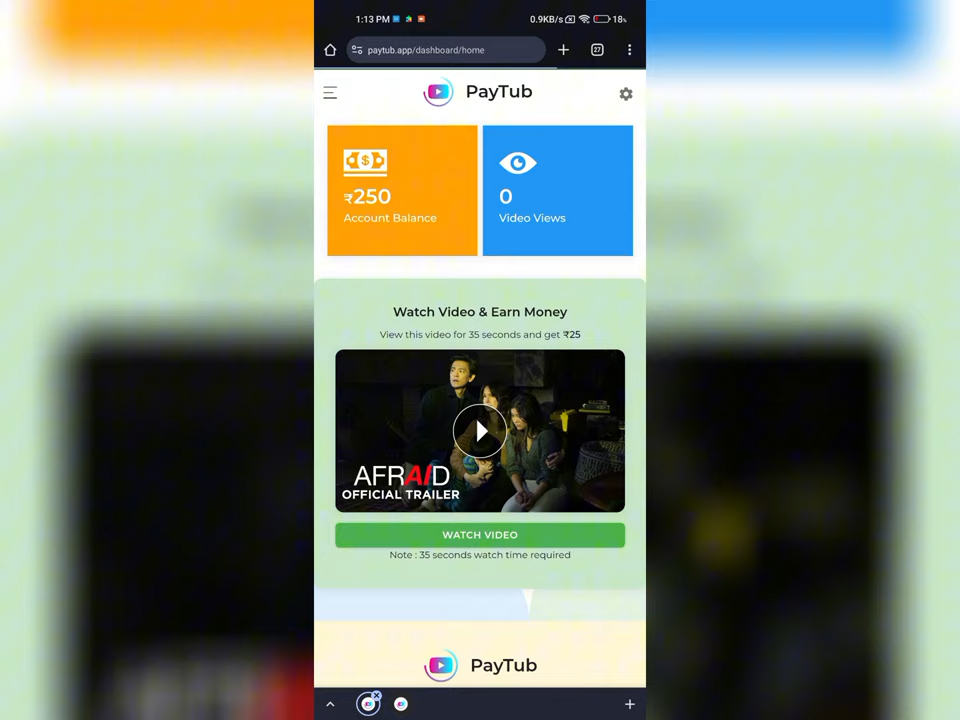 1:13 PM
0.9KB/s
18%
paytub.app/dashboard/home
27
PayTub
₹250
Account Balance
0
Video Views
Watch Video & Earn Money
View this video for 35 seconds and get ₹25
AFRAID
OFFICIAL TRAILER
WATCH VIDEO
Note : 35 seconds watch time required
PayTub